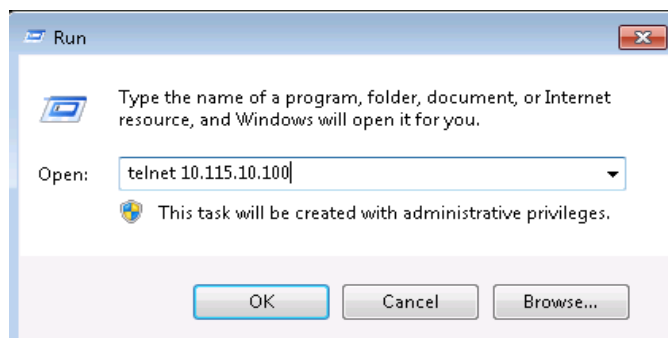 Run
Type the name of a program, folder, document, or Internet
resource, and Windows will open it for you.
Open: telnet 10.115.10.100
This task will be created with administrative privileges.
OK Cancel Browse...